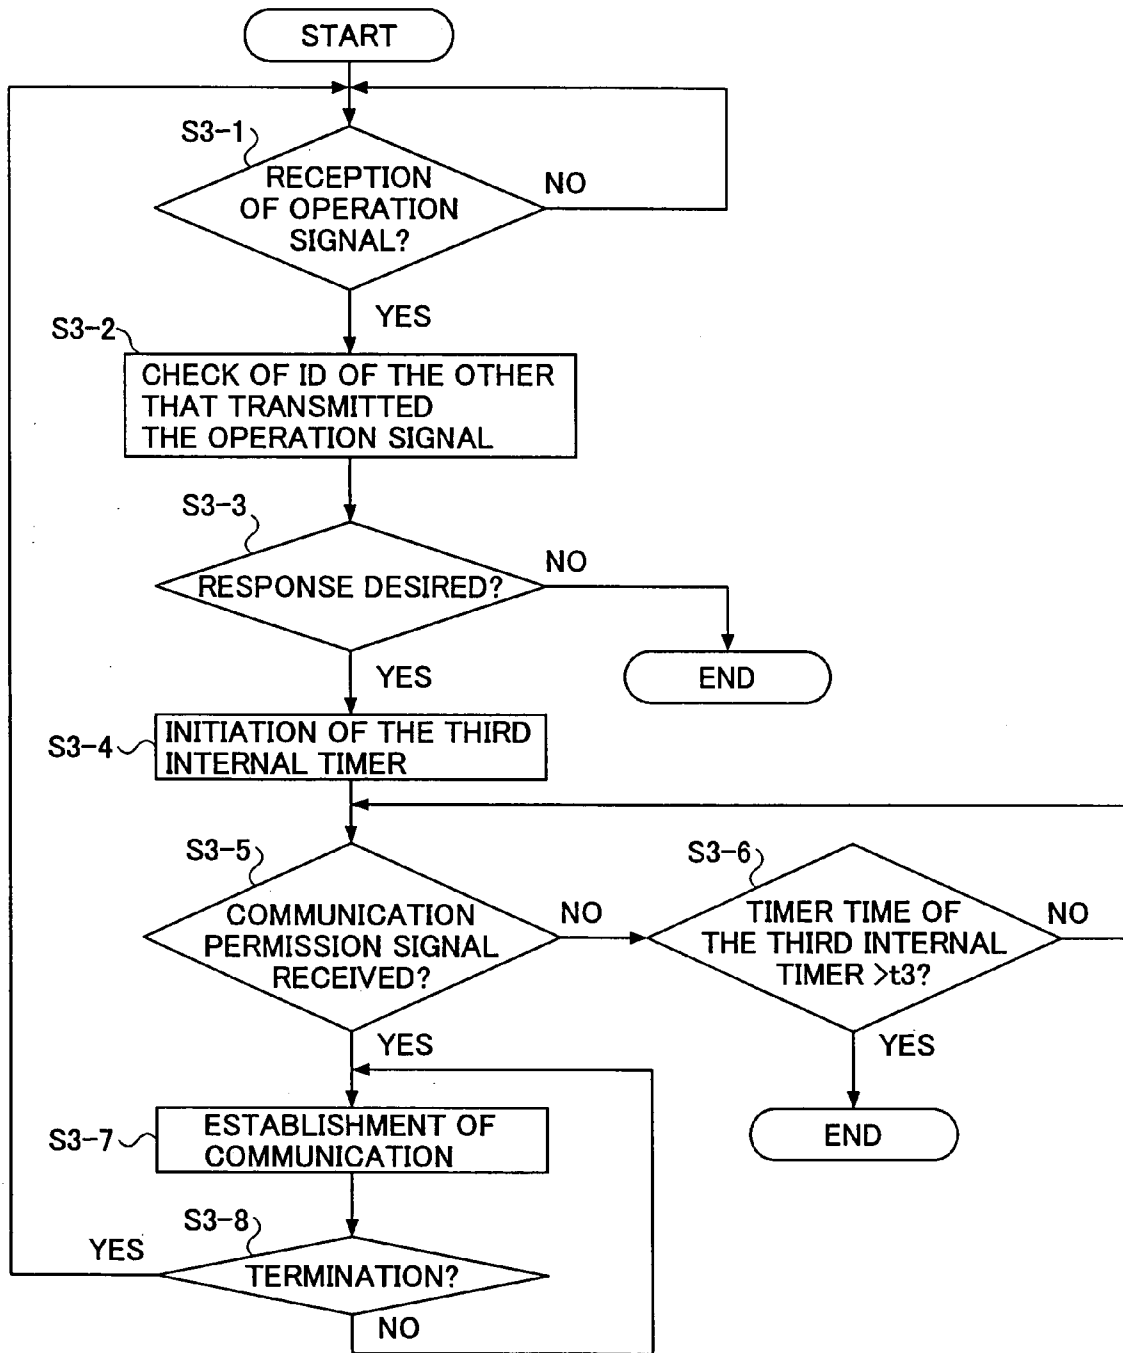 START
S3-1
RECEPTION
OF OPERATION
SIGNAL?
NO
YES
S3-2
CHECK OF ID OF THE OTHER
THAT TRANSMITTED
THE OPERATION SIGNAL
S3-3
RESPONSE DESIRED?
NO
YES
END
S3-4
INITIATION OF THE THIRD
INTERNAL TIMER
S3-5
COMMUNICATION
PERMISSION SIGNAL
RECEIVED?
NO
S3-6
TIMER TIME OF
THE THIRD INTERNAL
TIMER >t3?
NO
YES
YES
END
S3-7
ESTABLISHMENT OF
COMMUNICATION
S3-8
YES
TERMINATION?
NO